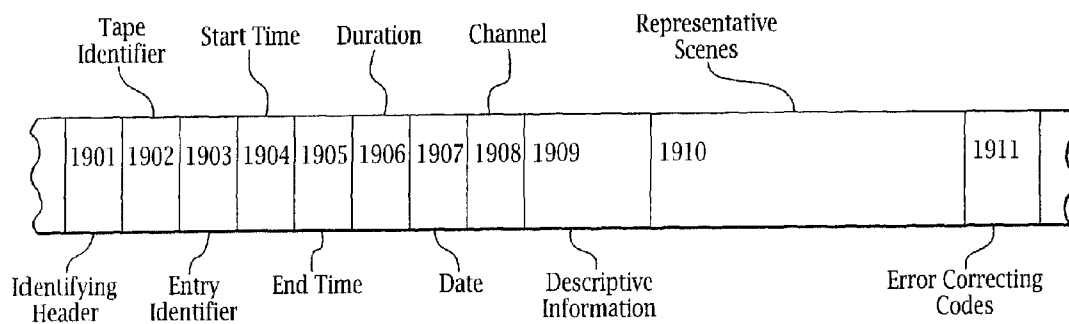 Tape
Identifier
Start Time
Duration
Channel
Representative
Scenes
1901 1902 1903 1904 1905 1906 1907 1908 1909 1910 1911
Identifying
Header
Entry
Identifier
End Time
Date
Descriptive
Information
Error Correcting
Codes